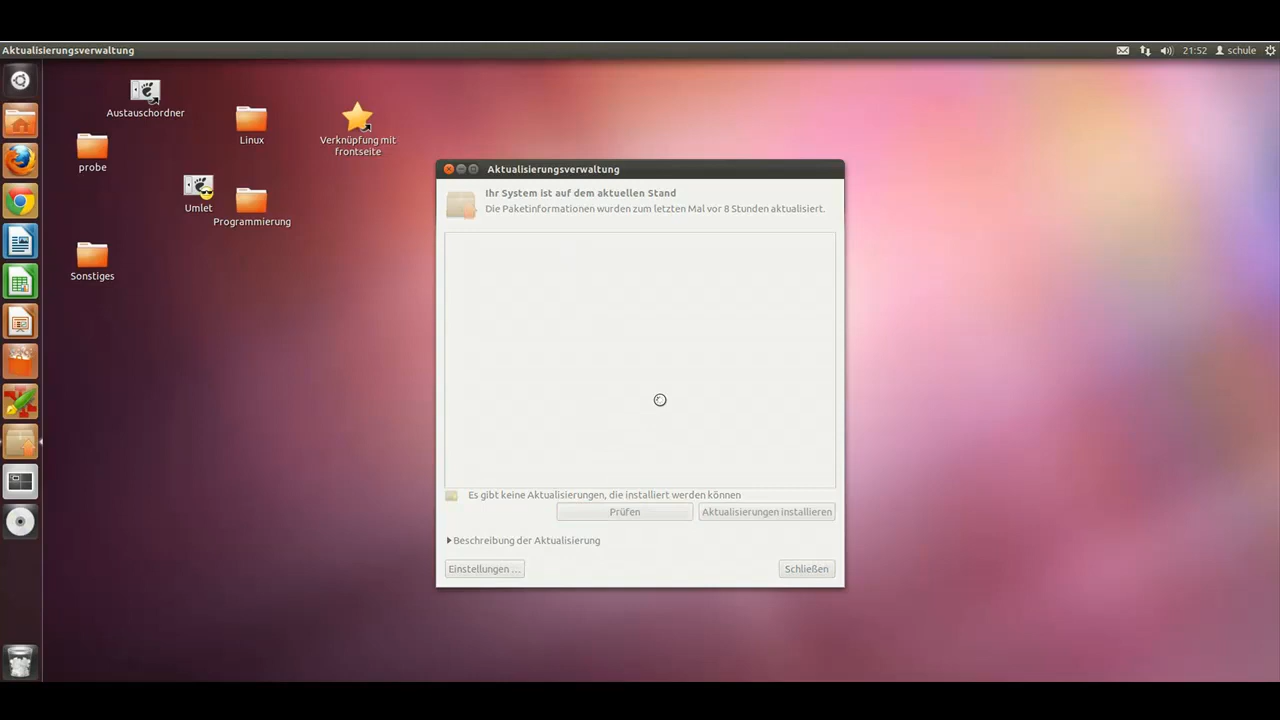 Aktualisierungsverwaltung
21:52
schule
Austauschordner
Linux
Verknüpfung mit
frontseite
probe
Umlet
Programmierung
Sonstiges
Aktualisierungsverwaltung
Ihr System ist auf dem aktuellen Stand
Die Paketinformationen wurden zum letzten Mal vor 8 Stunden aktualisiert.
Es gibt keine Aktualisierungen, die installiert werden können
Prüfen
Aktualisierungen installieren
Beschreibung der Aktualisierung
Einstellungen ...
Schließen